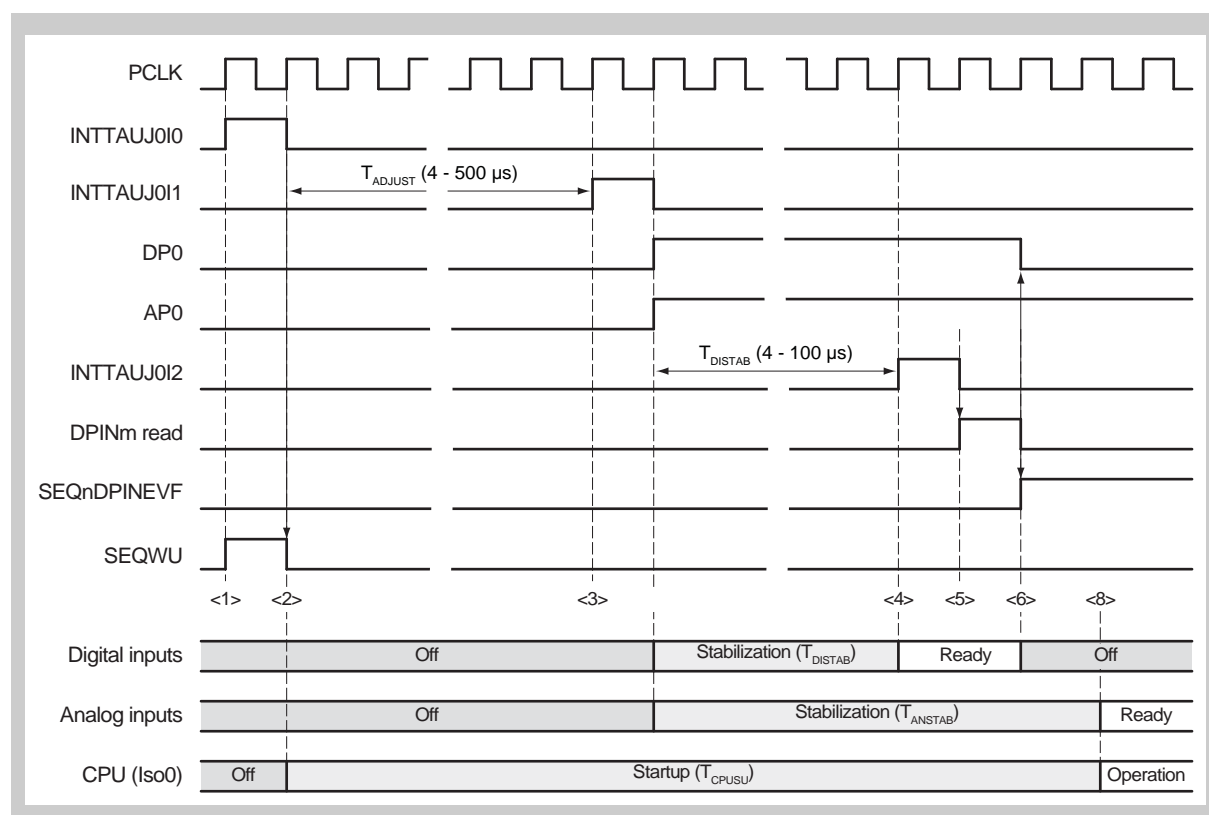 PCLK
INTTAUJ0I0
T_ADJUST (4 - 500 µs)
INTTAUJ0I1
DP0
AP0
T_DISTAB (4 - 100 µs)
INTTAUJ0I2
DPINm read
SEQnDPINEVF
SEQWU
<1> <2> <3> <4> <5> <6> <8>
Digital inputs Off Stabilization (T_DISTAB) Ready Off
Analog inputs Off Stabilization (T_ANSTAB) Ready
CPU (Iso0) Off Startup (T_CPUSU) Operation